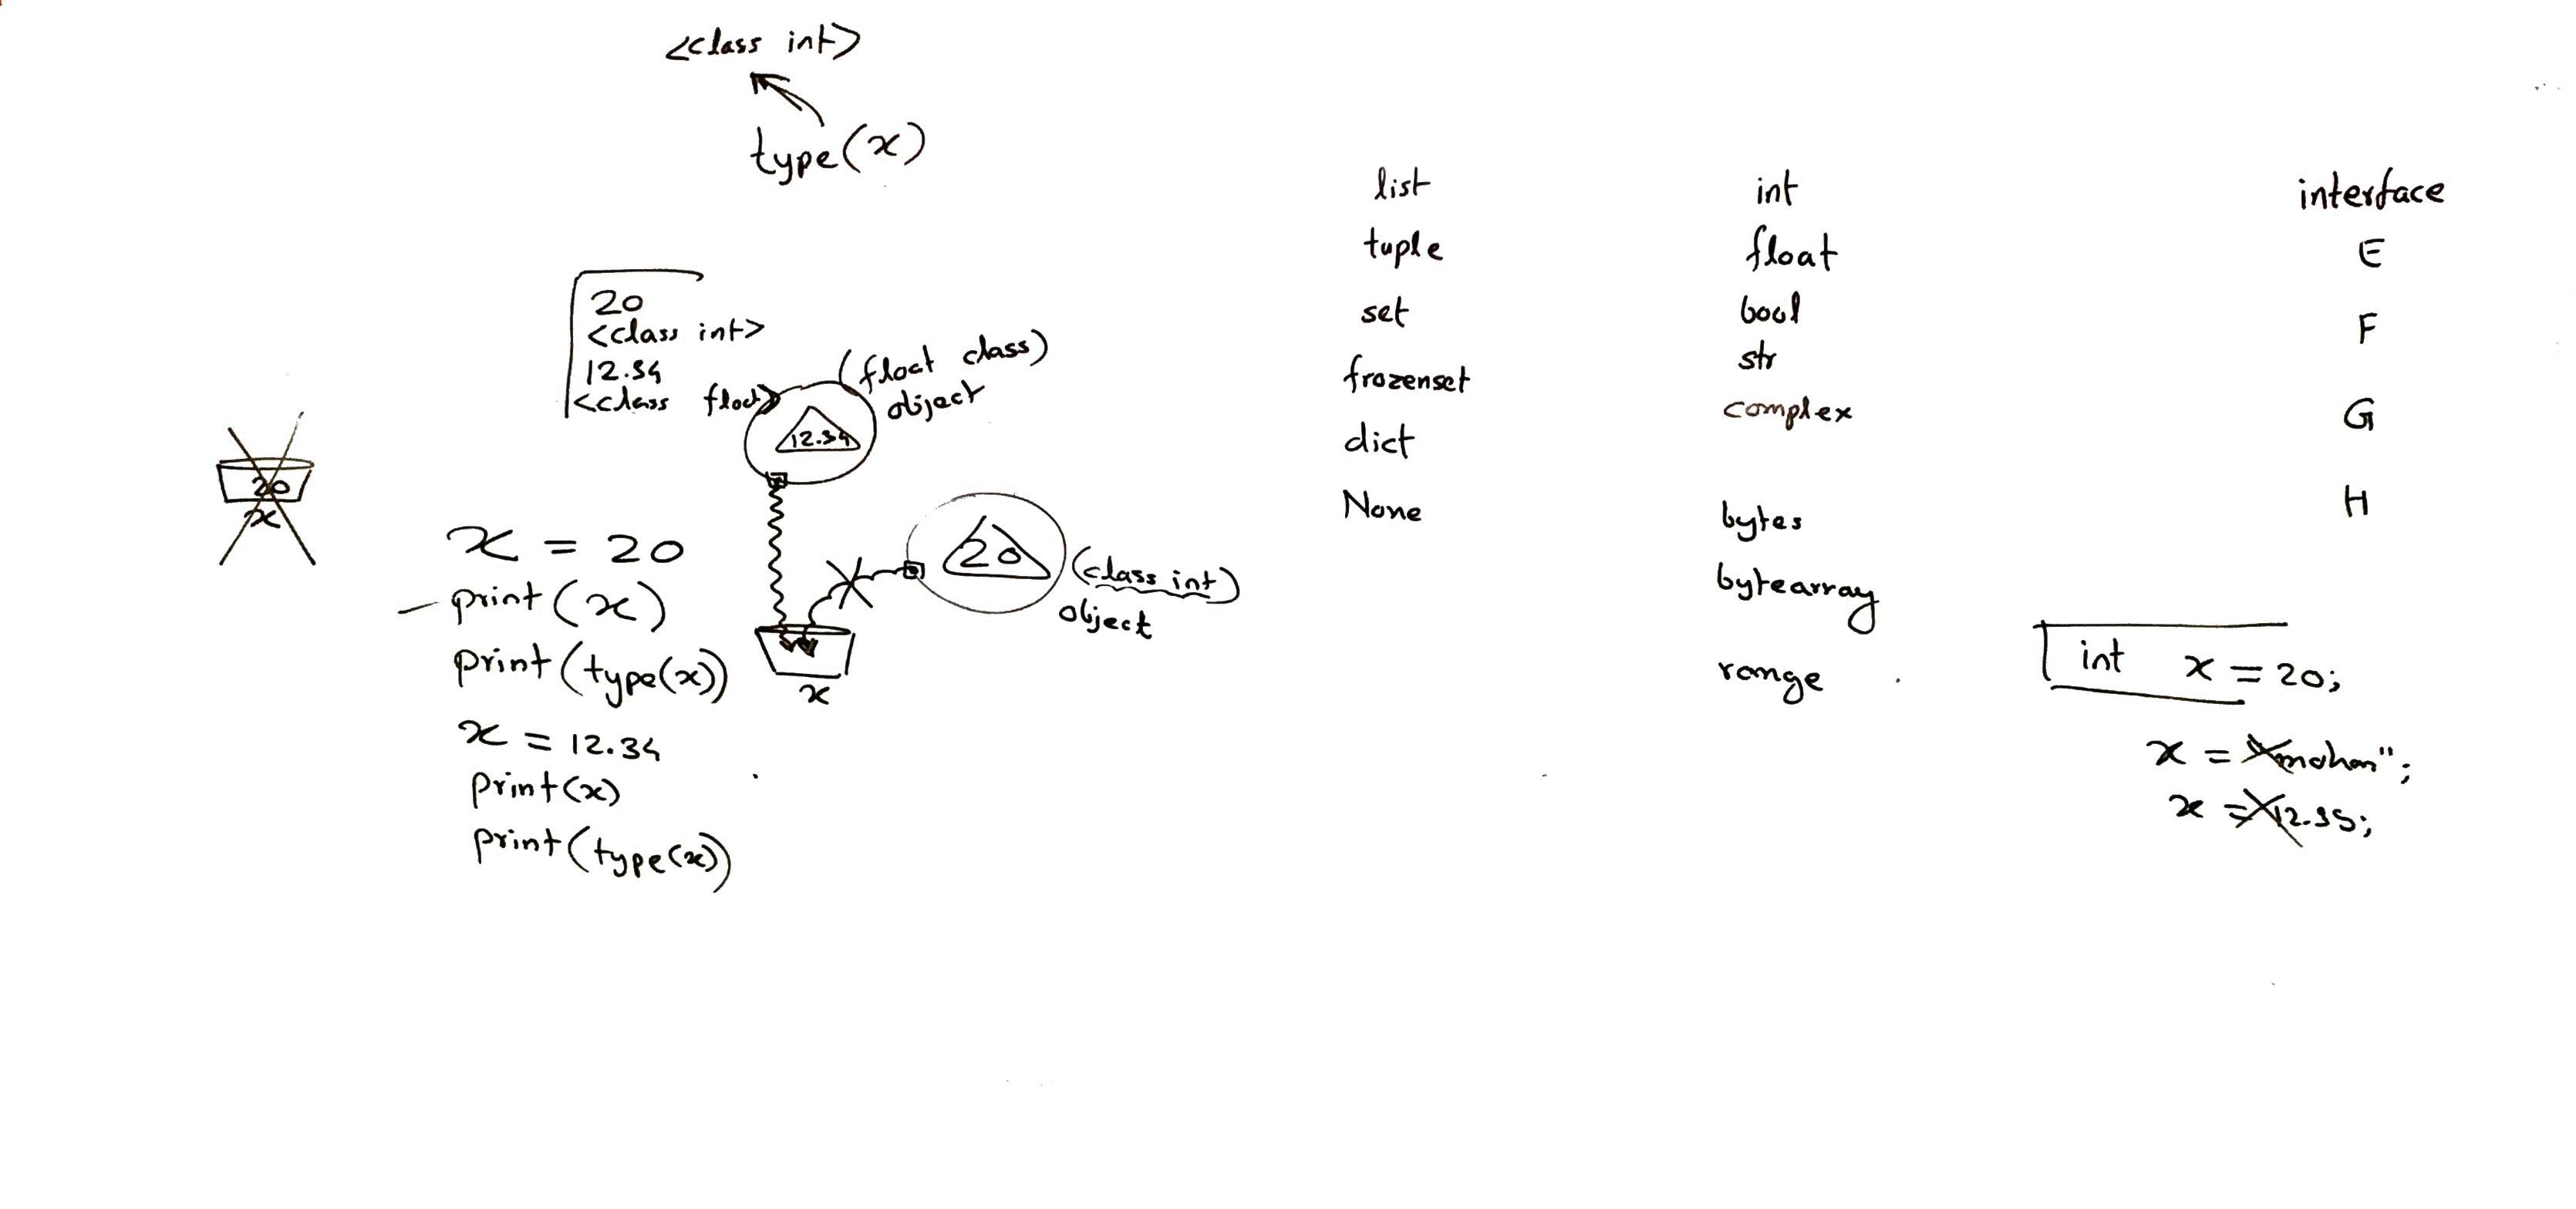 <class int>
type(x)
20
<class int>
12.34
<class float>
(float class)
object
12.34
20
x
x = 20
print(x)
print(type(x))
x = 12.34
print(x)
print(type(x))
20
(class int)
object
x
list
tuple
set
frozenset
dict
None
int
float
bool
str
complex
bytes
bytearray
range
interface
E
F
G
H
int x = 20;
x = "mohan";
x = 12.35;